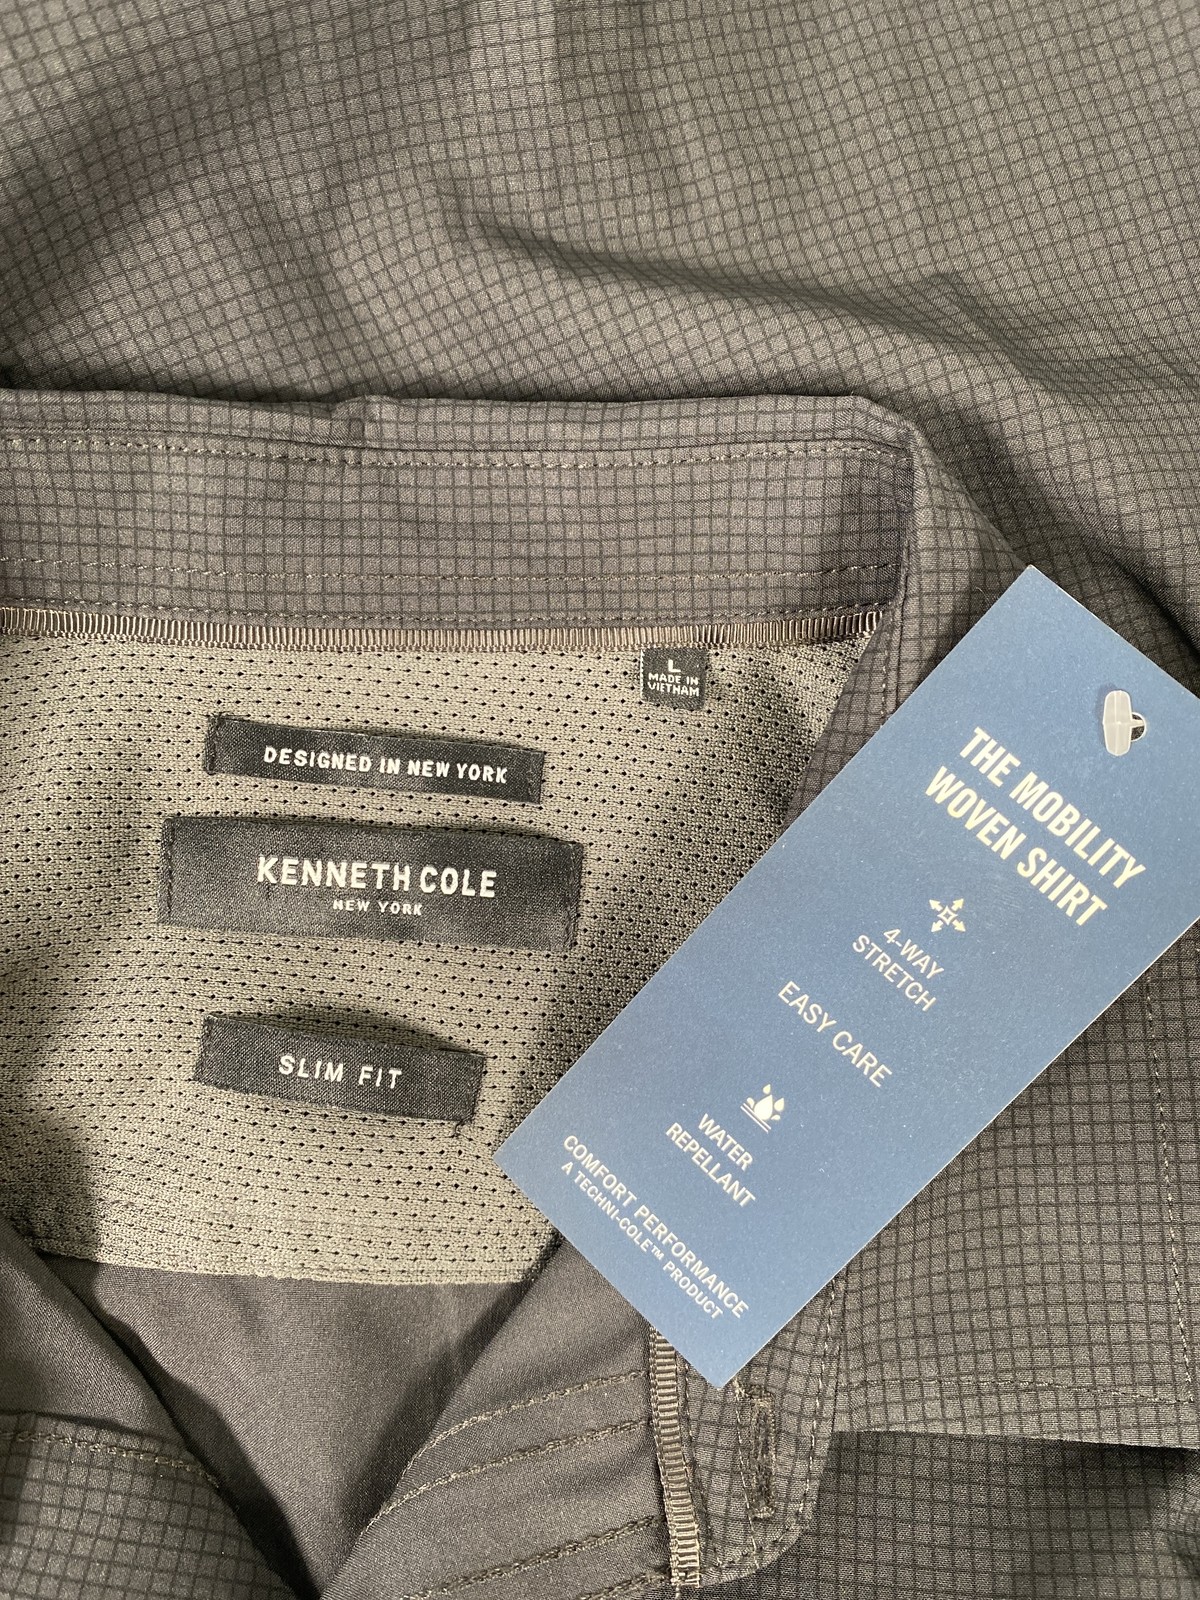 L
MADE IN
VIETNAM
DESIGNED IN NEW YORK
KENNETH COLE
NEW YORK
SLIM FIT
THE MOBILITY
WOVEN SHIRT
4-WAY
STRETCH
EASY CARE
WATER
REPELLANT
COMFORT PERFORMANCE
A TECHNI-COLE™ PRODUCT